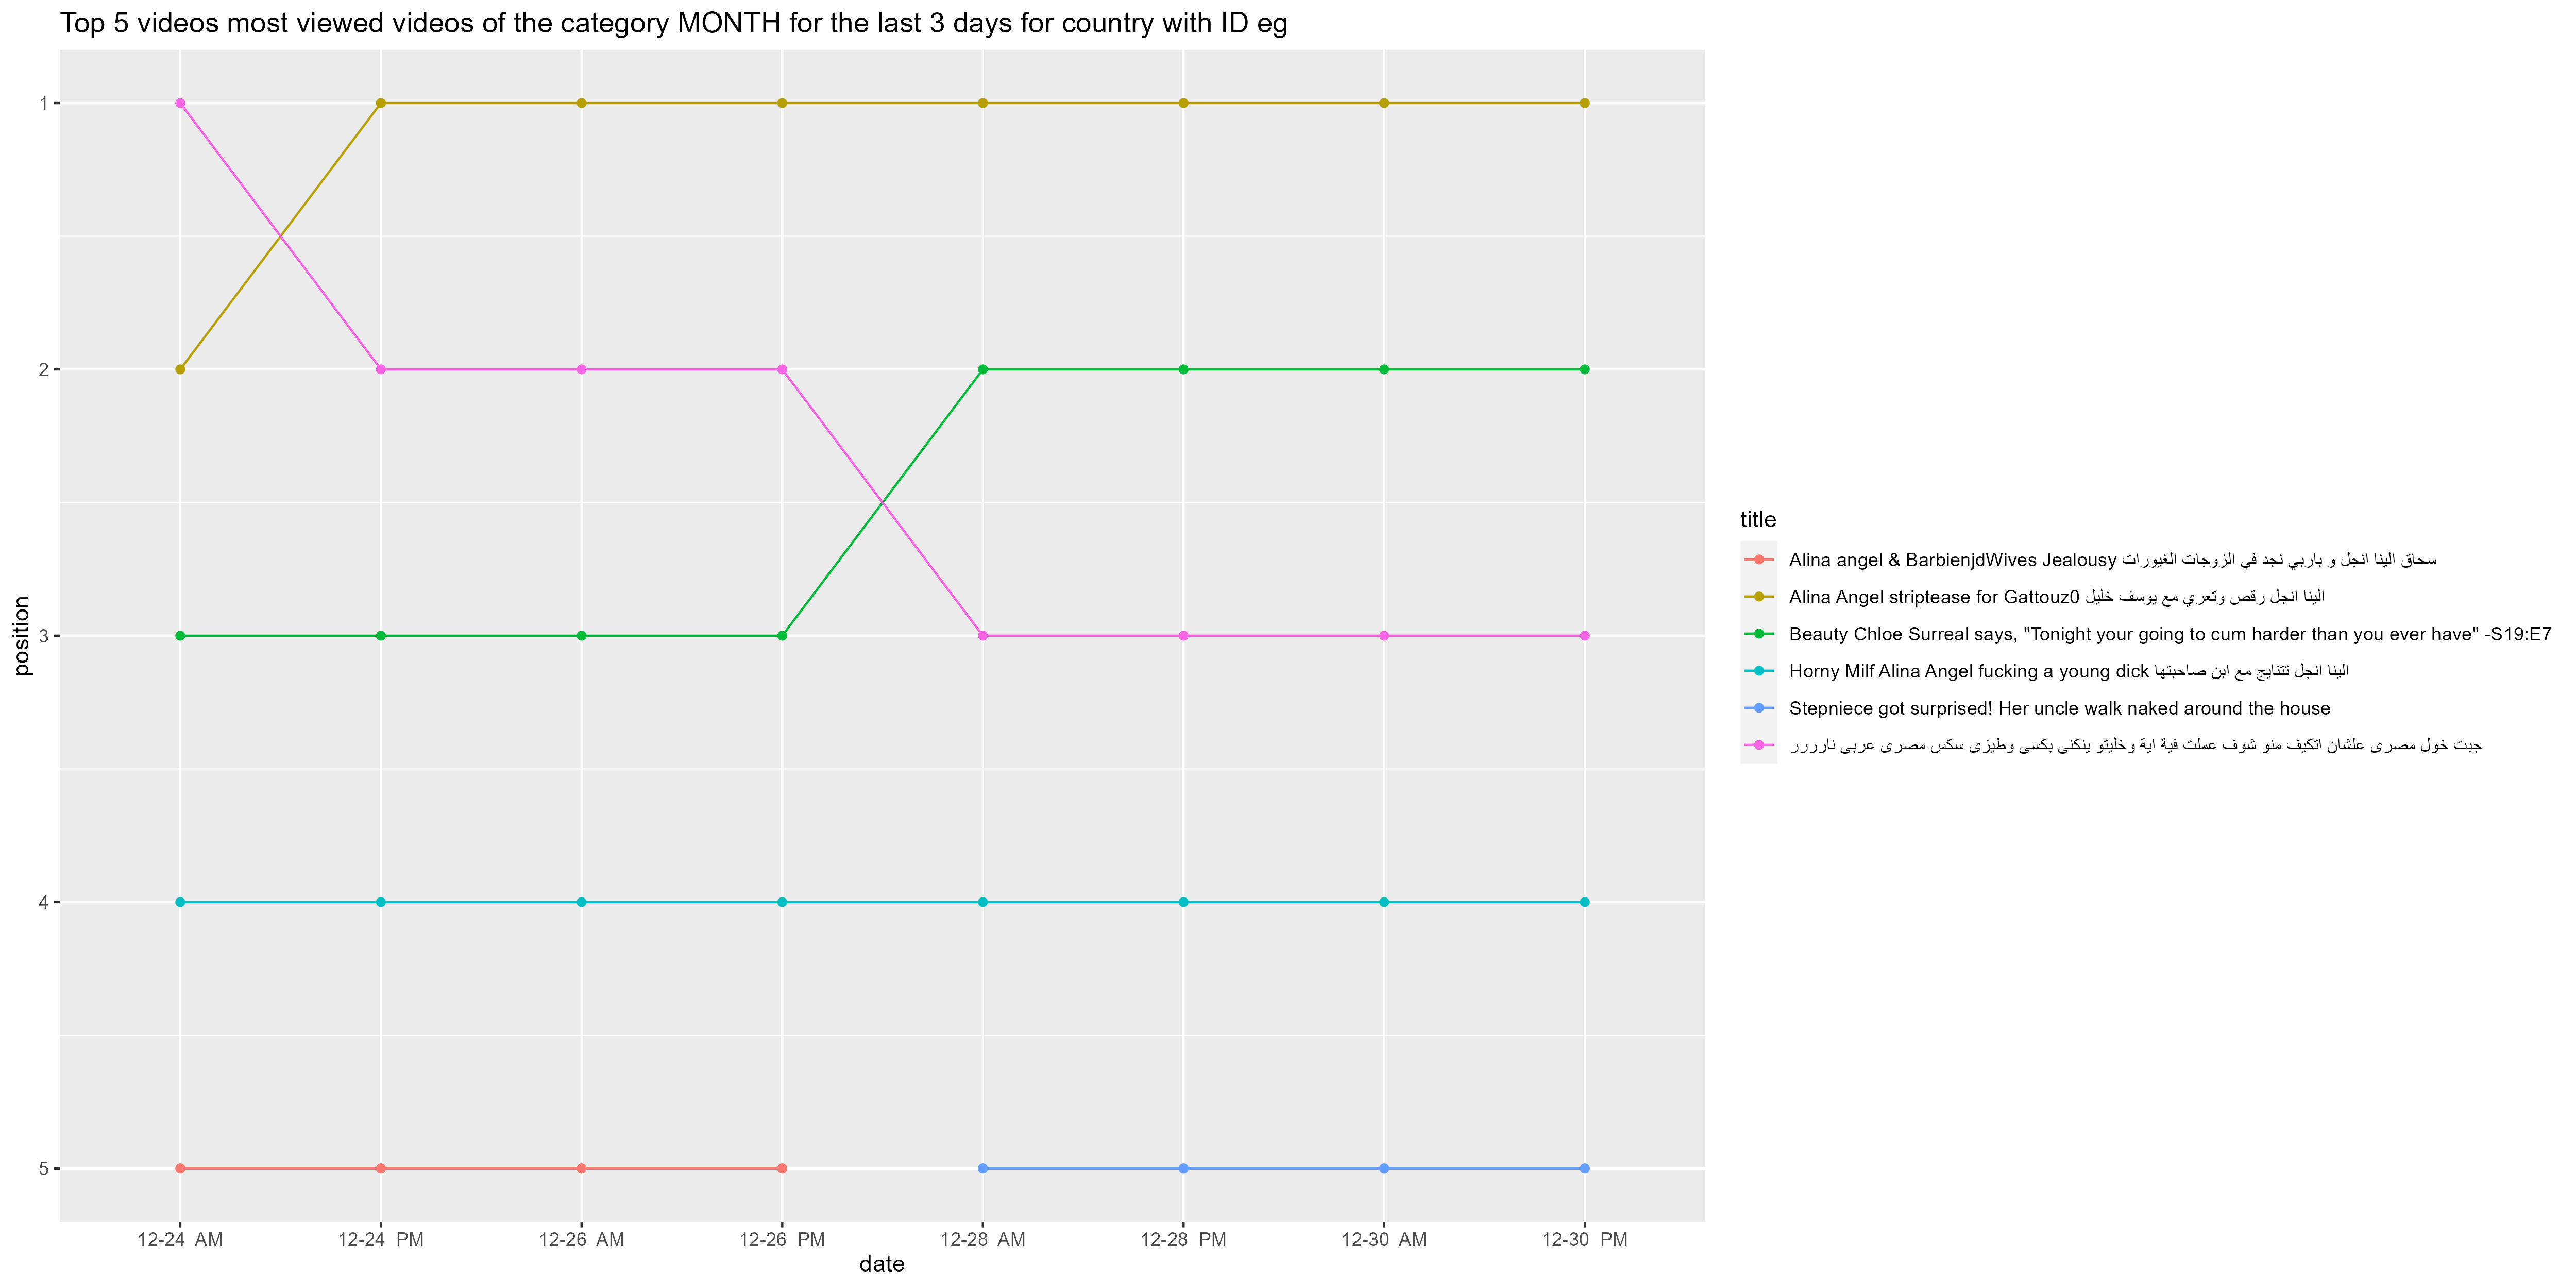 Top 5 videos most viewed videos of the category MONTH for the last 3 days for country with ID eg
position
1
2
3
4
5
12-24 AM
12-24 PM
12-26 AM
12-26 PM
12-28 AM
12-28 PM
12-30 AM
12-30 PM
date
title
Alina angel & BarbienjdWives Jealousy سحاق الينا انجل و باربي نجد في الزوجات الغيورات
Alina Angel striptease for Gattouz0 الينا انجل رقص وتعري مع يوسف خليل
Beauty Chloe Surreal says, "Tonight your going to cum harder than you ever have" -S19:E7
Horny Milf Alina Angel fucking a young dick الينا انجل تتنايج مع ابن صاحبتها
Stepniece got surprised! Her uncle walk naked around the house
جبت خول مصرى علشان اتكيف منو شوف عملت فية اية وخليتو ينكنى بكسى وطيزى سكس مصرى عربى نارررر